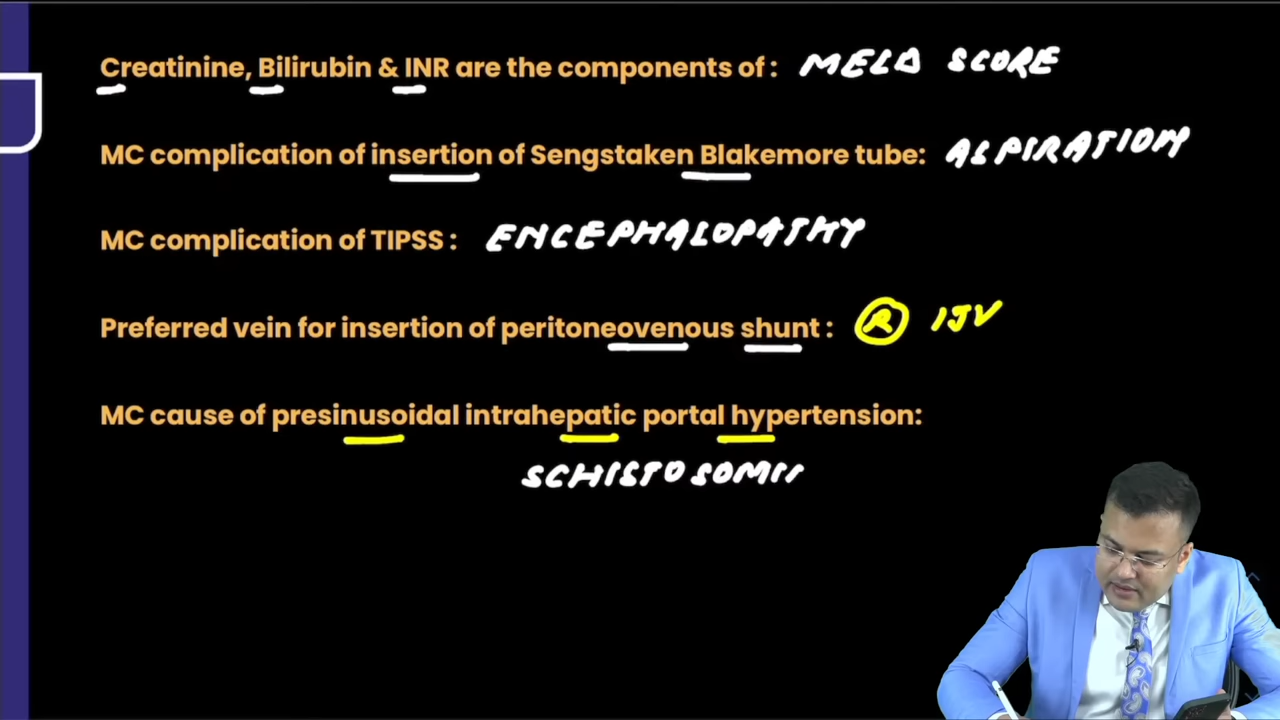 Creatinine, Bilirubin & INR are the components of : MELD SCORE
MC complication of insertion of Sengstaken Blakemore tube: ASPIRATION
MC complication of TIPSS : ENCEPHALOPATHY
Preferred vein for insertion of peritoneovenous shunt : R IJV
MC cause of presinusoidal intrahepatic portal hypertension:
SCHISTOSOMI